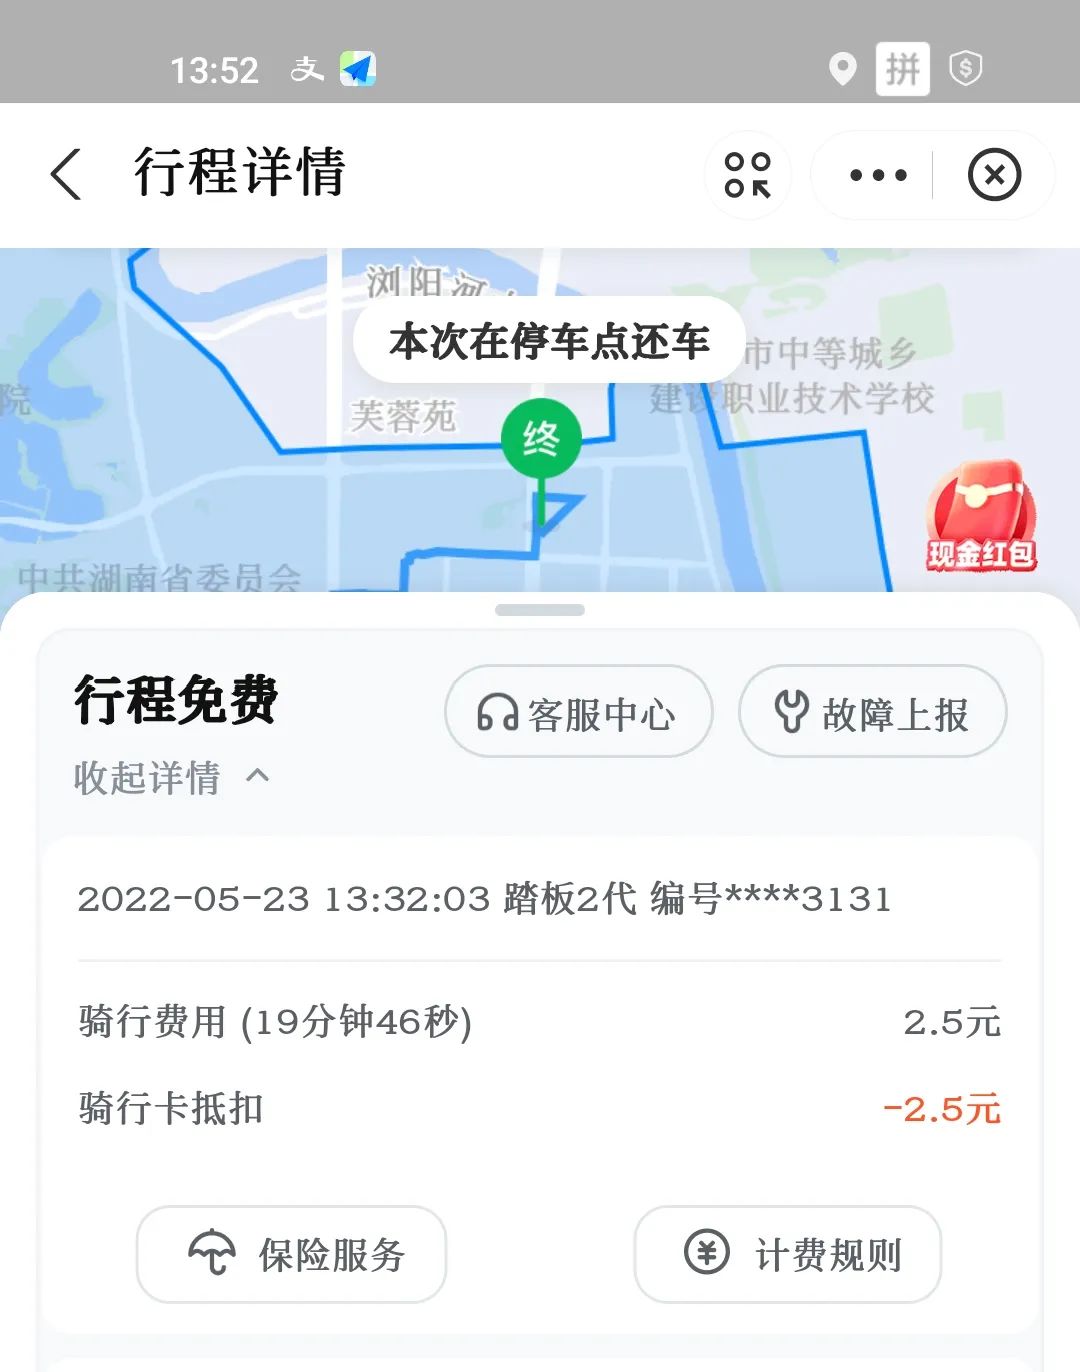 13:52 支 拼
行程详情
浏阳河
本次在停车点还车
市中等城乡
院
芙蓉苑
建设职业技术学校
终
现金红包
中共湖南省委员会
行程免费
客服中心
故障上报
收起详情
2022-05-23 13:32:03 踏板2代 编号****3131
骑行费用 (19分钟46秒) 2.5元
骑行卡抵扣 -2.5元
保险服务
计费规则